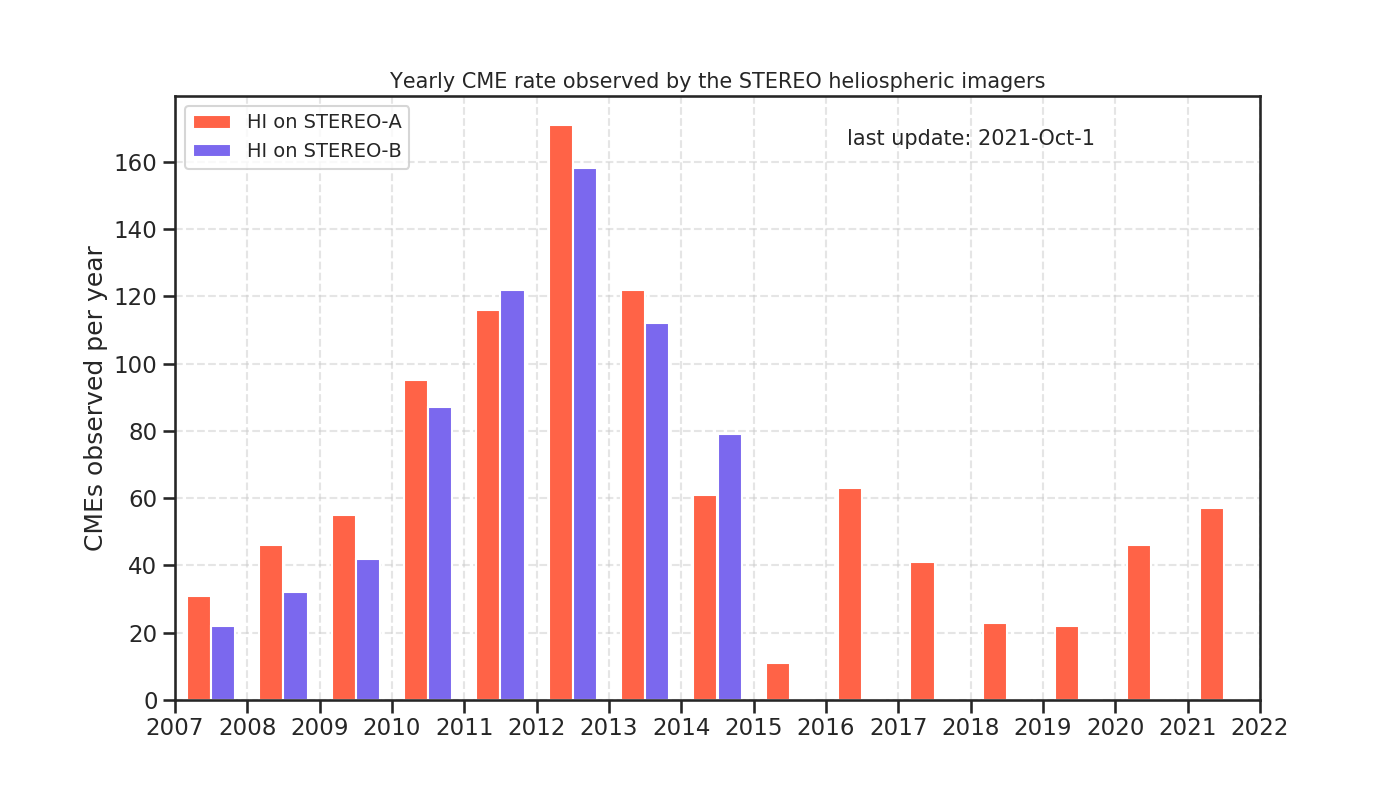 Yearly CME rate observed by the STEREO heliospheric imagers
HI on STEREO-A
HI on STEREO-B
last update: 2021-Oct-1
CMEs observed per year
160
140
120
100
80
60
40
20
0
2007 2008 2009 2010 2011 2012 2013 2014 2015 2016 2017 2018 2019 2020 2021 2022